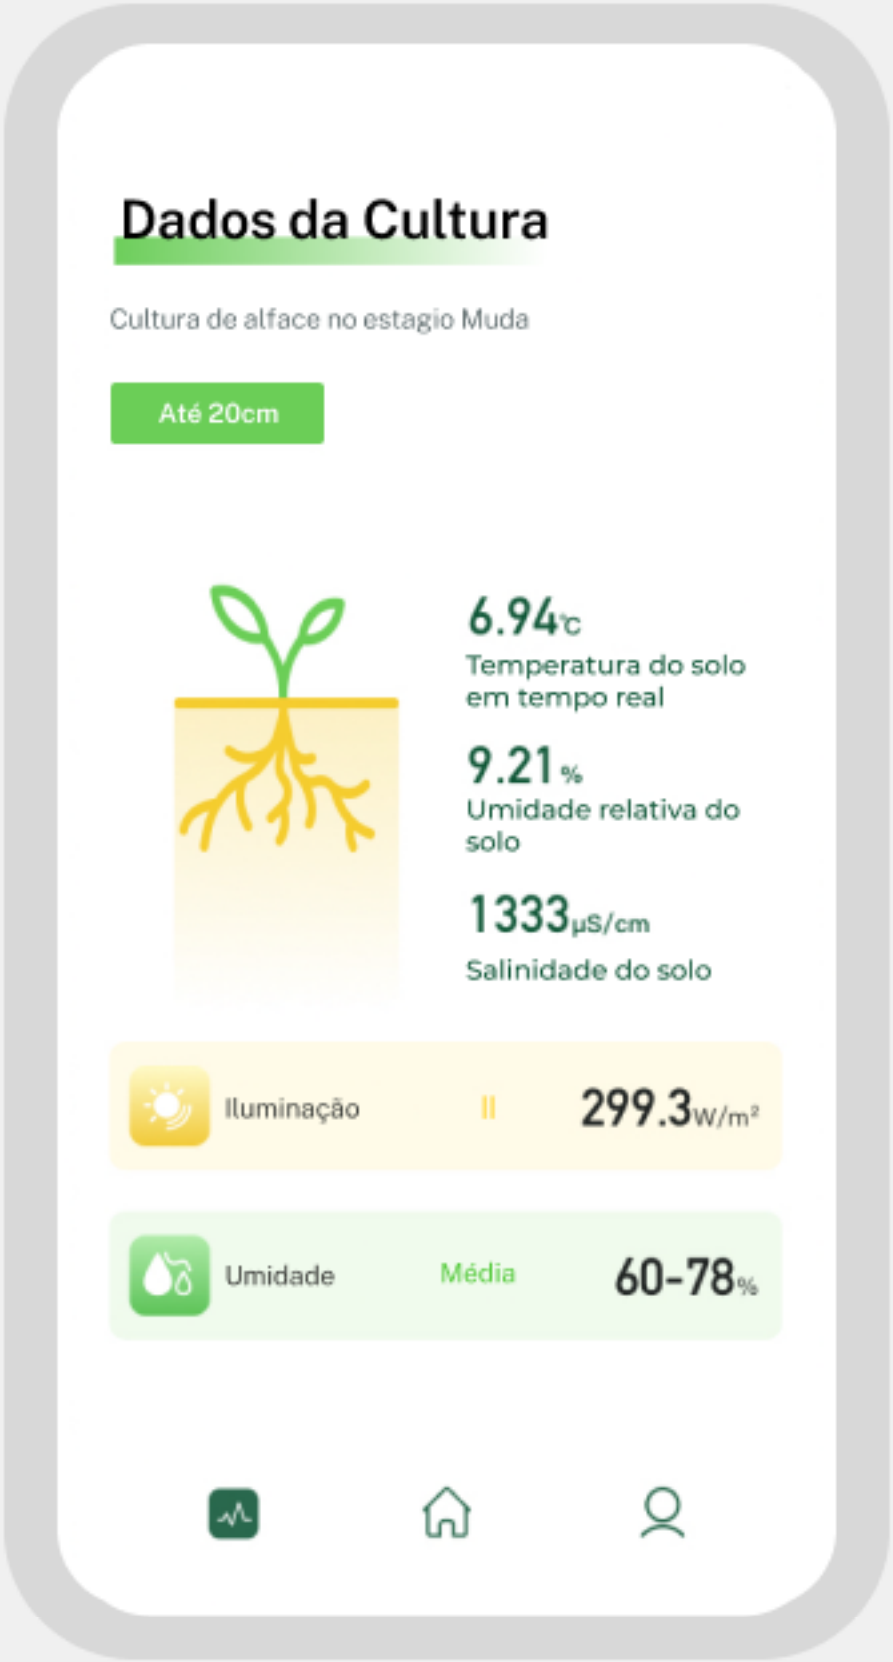 Dados da Cultura
Cultura de alface no estagio Muda
Até 20cm
6.94℃
Temperatura do solo
em tempo real
9.21 %
Umidade relativa do
solo
1333µS/cm
Salinidade do solo
Iluminação II 299.3W/m²
Umidade Média 60-78%